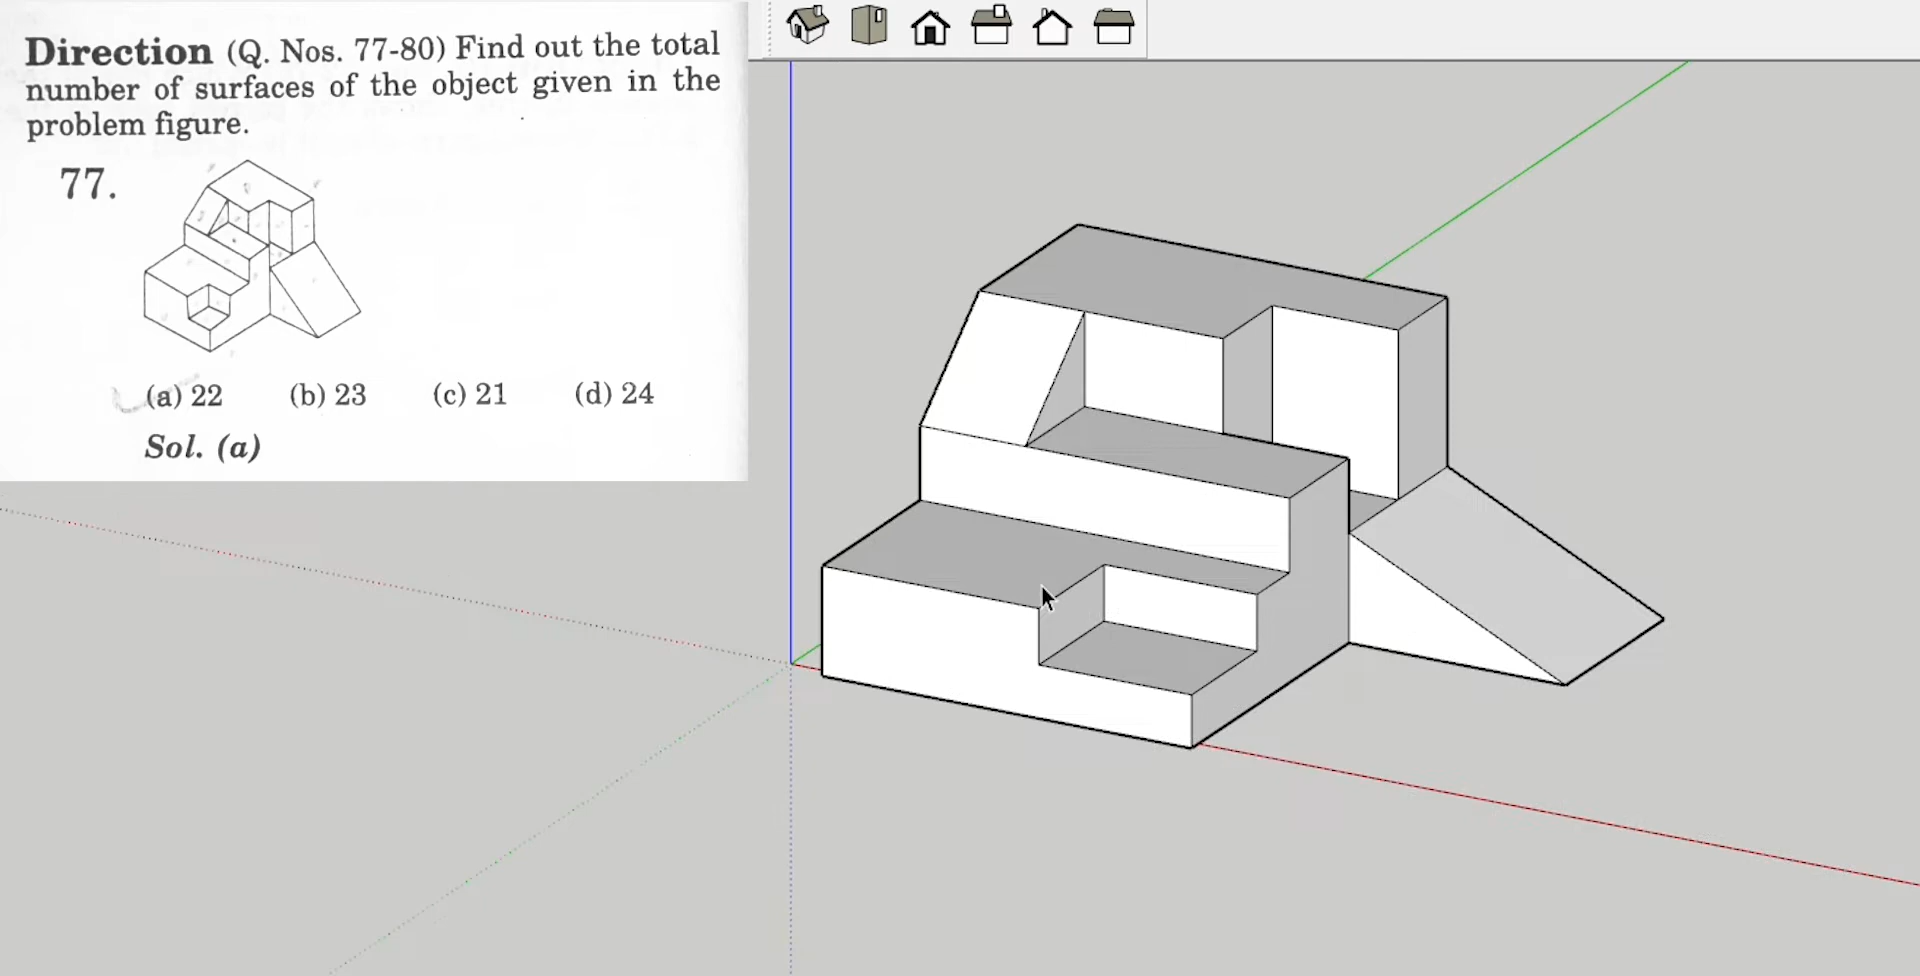 Direction (Q. Nos. 77-80) Find out the total
number of surfaces of the object given in the
problem figure.
77.
(a) 22 (b) 23 (c) 21 (d) 24
Sol. (a)